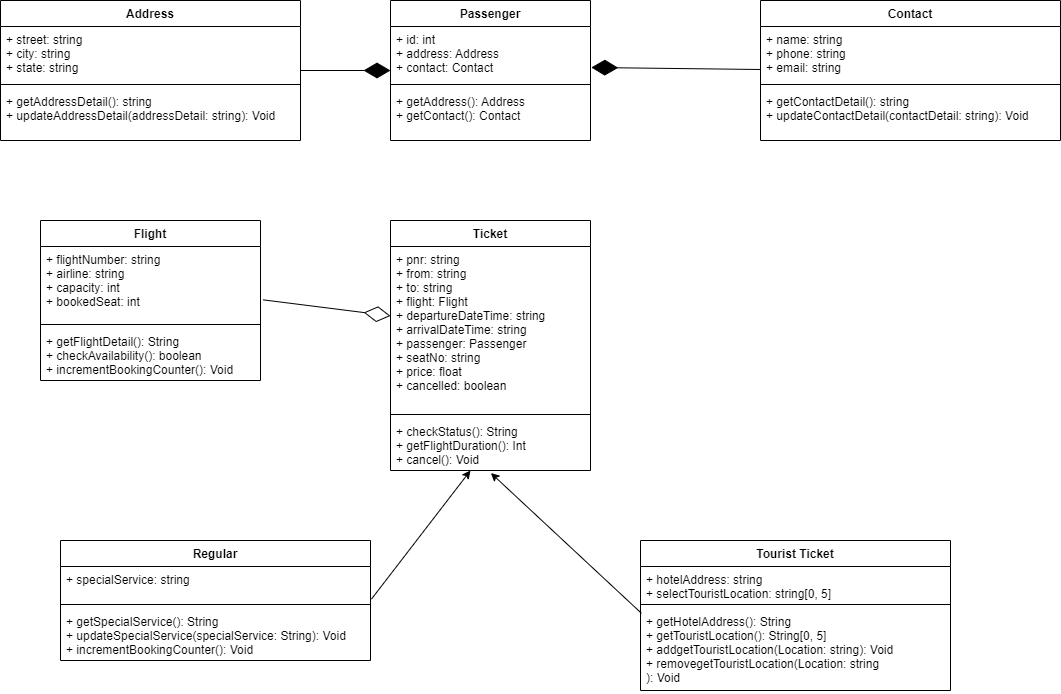 Address
+ street: string
+ city: string
+ state: string
+ getAddressDetail(): string
+ updateAddressDetail(addressDetail: string): Void
Passenger
+ id: int
+ address: Address
+ contact: Contact
+ getAddress(): Address
+ getContact(): Contact
Contact
+ name: string
+ phone: string
+ email: string
+ getContactDetail(): string
+ updateContactDetail(contactDetail: string): Void
Flight
+ flightNumber: string
+ airline: string
+ capacity: int
+ bookedSeat: int
+ getFlightDetail(): String
+ checkAvailability(): boolean
+ incrementBookingCounter(): Void
Ticket
+ pnr: string
+ from: string
+ to: string
+ flight: Flight
+ departureDateTime: string
+ arrivalDateTime: string
+ passenger: Passenger
+ seatNo: string
+ price: float
+ cancelled: boolean
+ checkStatus(): String
+ getFlightDuration(): Int
+ cancel(): Void
Regular
+ specialService: string
+ getSpecialService(): String
+ updateSpecialService(specialService: String): Void
+ incrementBookingCounter(): Void
Tourist Ticket
+ hotelAddress: string
+ selectTouristLocation: string[0, 5]
+ getHotelAddress(): String
+ getTouristLocation(): String[0, 5]
+ addgetTouristLocation(Location: string): Void
+ removegetTouristLocation(Location: string
): Void